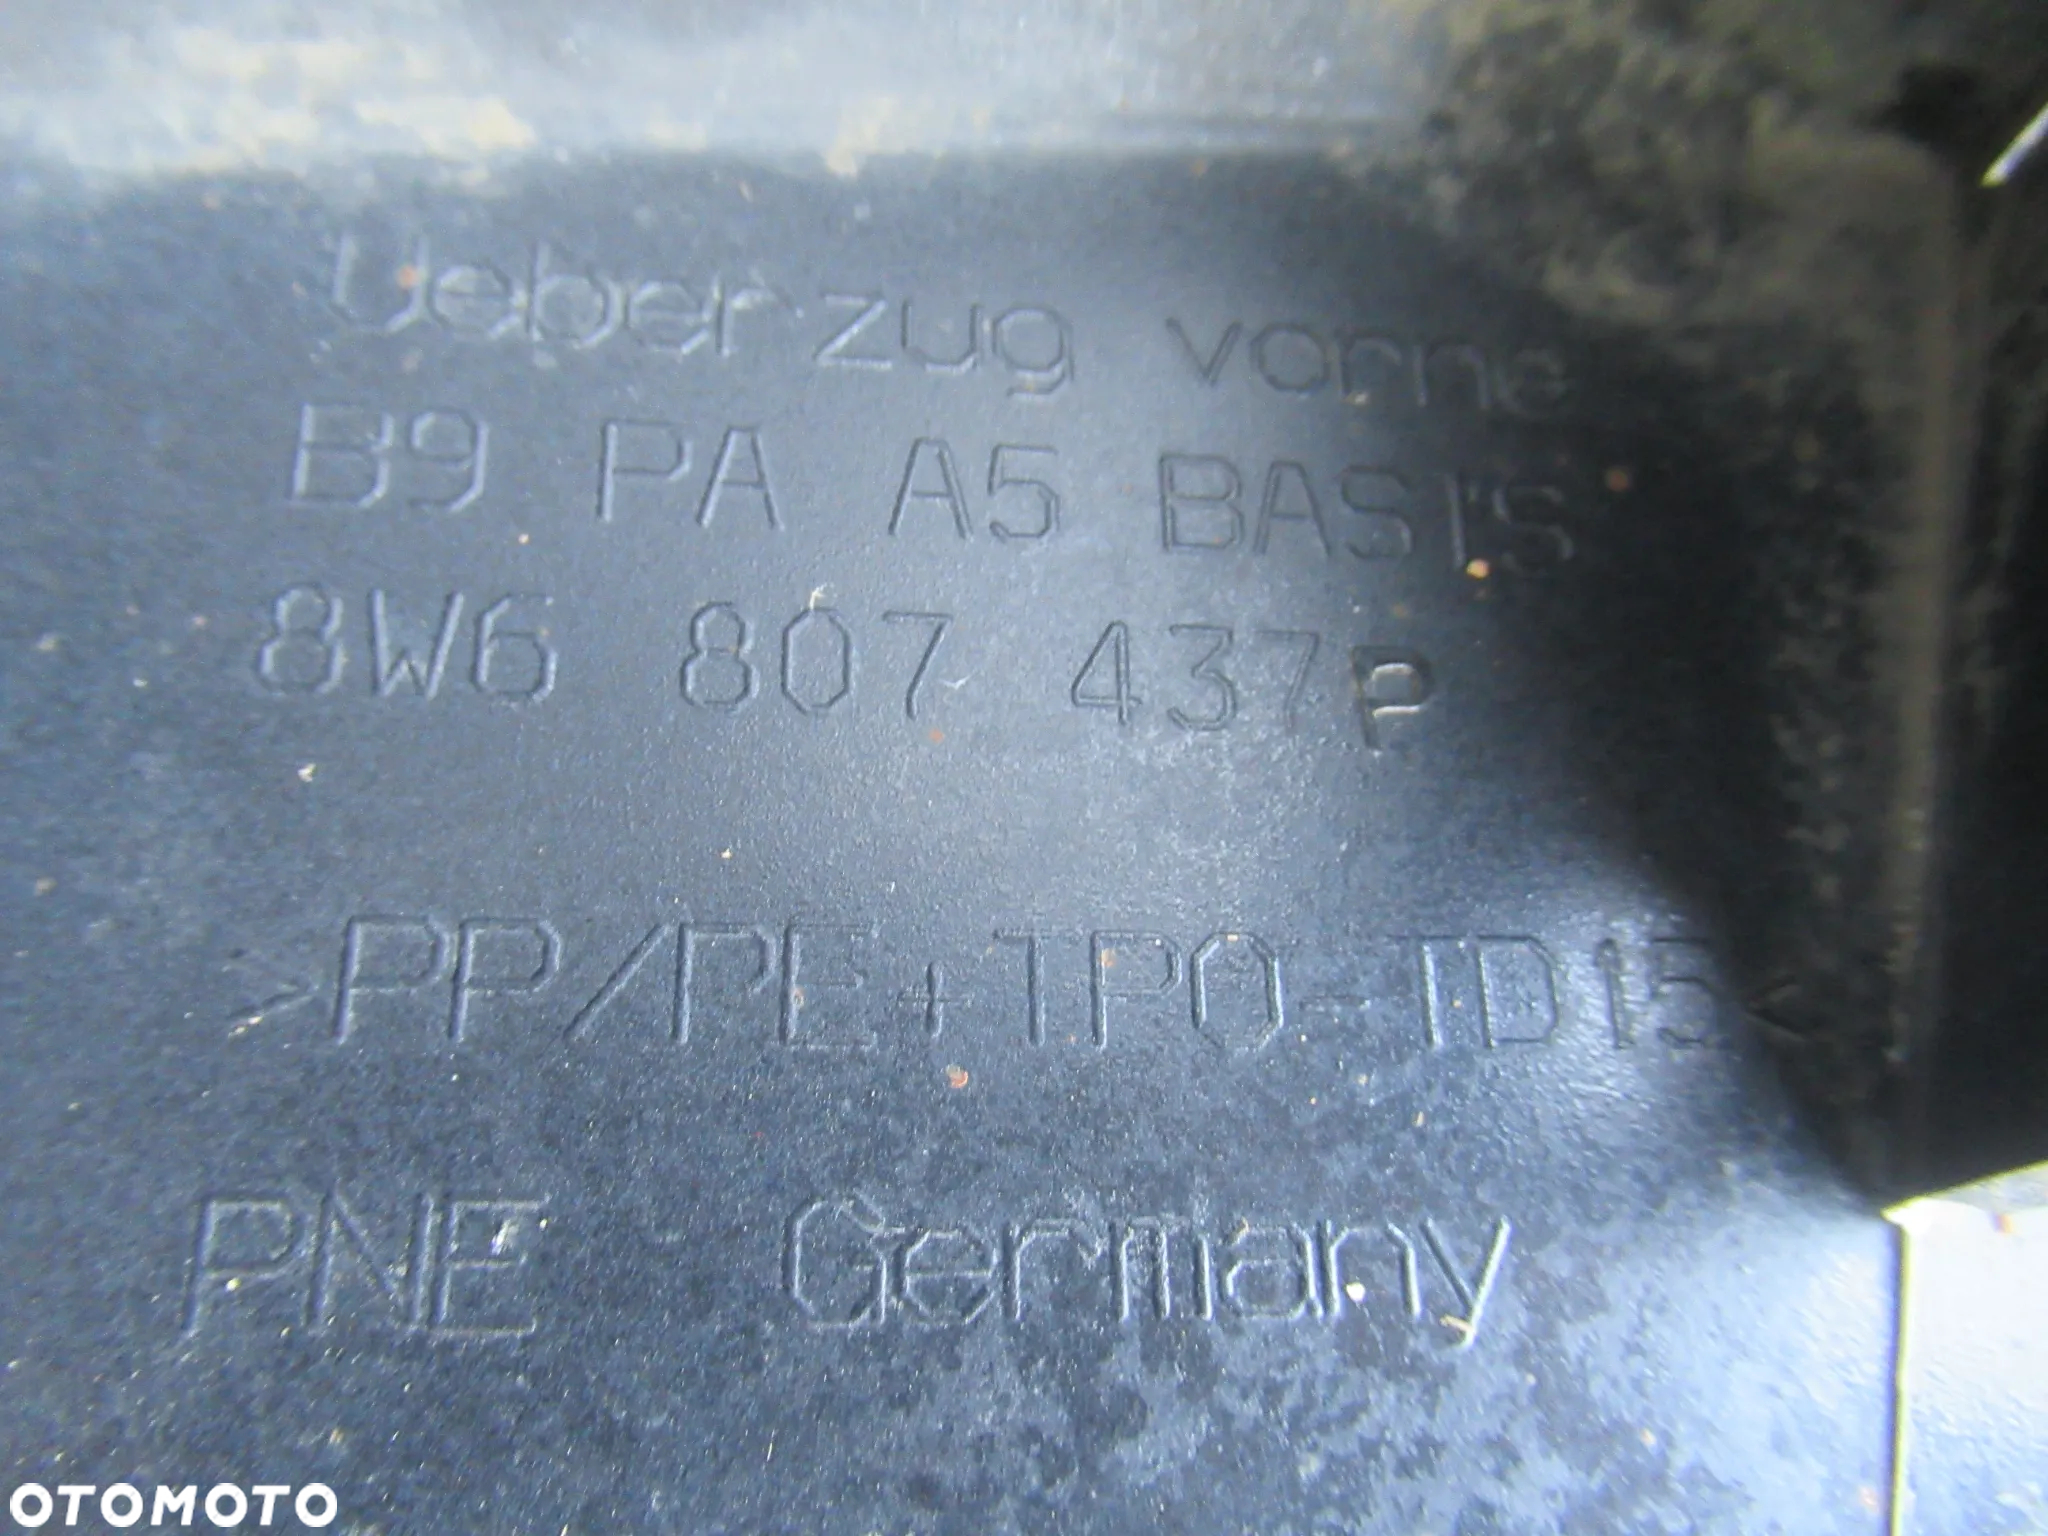 Ueberzug vorne
B9 PA A5 BASIS
8W6 807 437P
>PP/PE+TPO-TD15<
PNE Germany
OTOMOTO